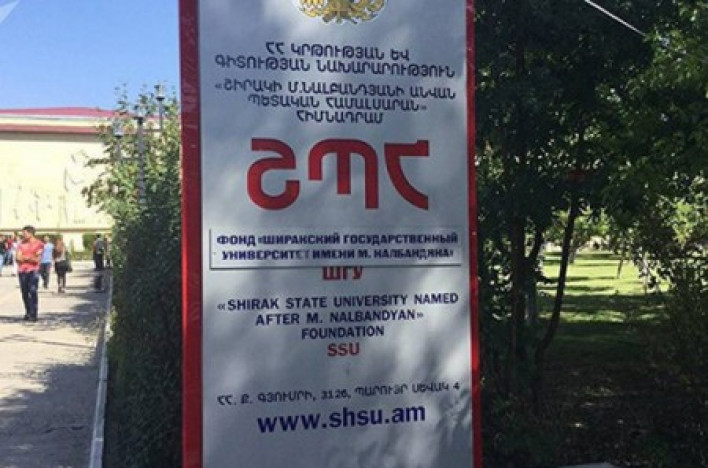 ՀՀ ԿՐԹՈՒԹՅԱՆ ԵՎ
ԳԻՏՈՒԹՅԱՆ ՆԱԽԱՐԱՐՈՒԹՅՈՒՆ
«ՇԻՐԱԿԻ Մ.ՆԱԼԲԱՆԴՅԱՆԻ ԱՆՎԱՆ
ՊԵՏԱԿԱՆ ՀԱՄԱԼՍԱՐԱՆ»
ՀԻՄՆԱԴՐԱՄ
ՇՊՀ
ФОНД «ШИРАКСКИЙ ГОСУДАРСТВЕННЫЙ
УНИВЕРСИТЕТ ИМЕНИ М. НАЛБАНДЯНА»
ШГУ
«SHIRAK STATE UNIVERSITY NAMED
AFTER M. NALBANDYAN»
FOUNDATION
SSU
ՀՀ. Ք. ԳՅՈՒՄՐԻ, 3126, ՊԱՐՈՒՅՐ ՍԵՎԱԿ 4
www.shsu.am